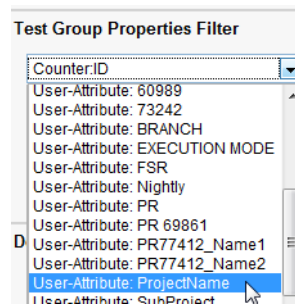 Test Group Properties Filter
Counter:ID
User-Attribute: 60989
User-Attribute: 73242
User-Attribute: BRANCH
User-Attribute: EXECUTION MODE
User-Attribute: FSR
User-Attribute: Nightly
User-Attribute: PR
User-Attribute: PR 69861
User-Attribute: PR77412_Name1
User-Attribute: PR77412_Name2
User-Attribute: ProjectName
User-Attribute: SubProject